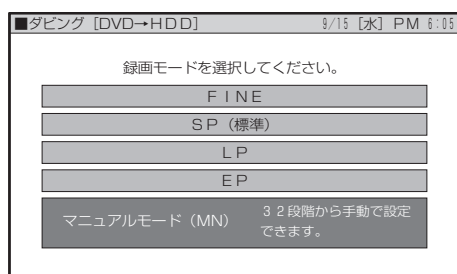 ■ダビング［DVD→HDD］ 9/15［水］PM 6:05
録画モードを選択してください。
FINE
SP（標準）
LP
EP
マニュアルモード（MN） 32段階から手動で設定
できます。